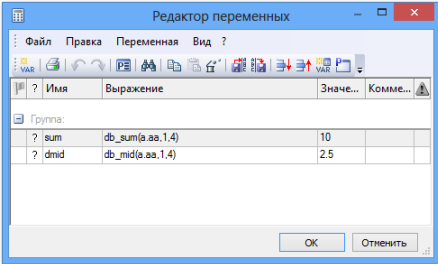 Редактор переменных
Файл Правка Переменная Вид ?
VAR VAR
? Имя Выражение Значе... Комме...
Группа:
? sum db_sum(a.aa,1,4) 10
? dmid db_mid(a.aa,1,4) 2.5
OK Отменить